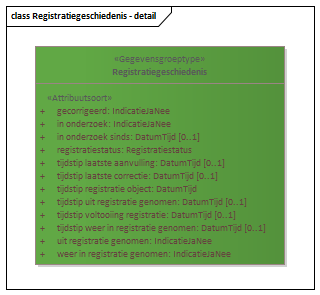 class Registratiegeschiedenis - detail
«Gegevensgroeptype»
Registratiegeschiedenis
«Attribuutsoort»
+ gecorrigeerd: IndicatieJaNee
+ in onderzoek: IndicatieJaNee
+ in onderzoek sinds: DatumTijd [0..1]
+ registratiestatus: Registratiestatus
+ tijdstip laatste aanvulling: DatumTijd [0..1]
+ tijdstip laatste correctie: DatumTijd [0..1]
+ tijdstip registratie object: DatumTijd
+ tijdstip uit registratie genomen: DatumTijd [0..1]
+ tijdstip voltooiing registratie: DatumTijd [0..1]
+ tijdstip weer in registratie genomen: DatumTijd [0..1]
+ uit registratie genomen: IndicatieJaNee
+ weer in registratie genomen: IndicatieJaNee